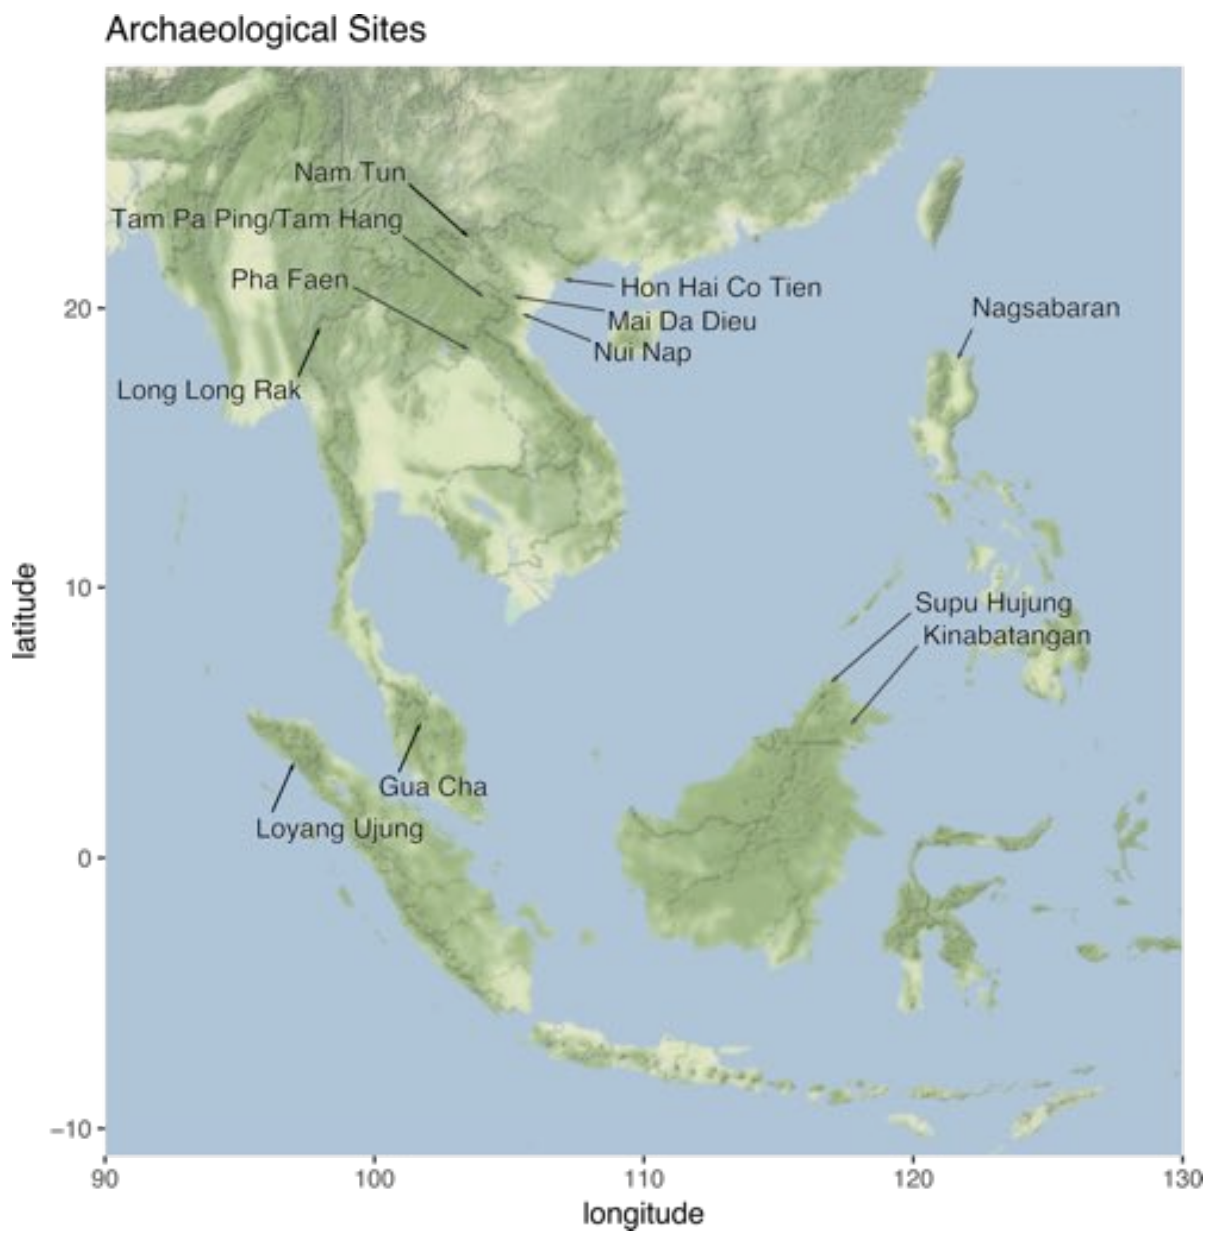 Archaeological Sites
Nam Tun
Tam Pa Ping/Tam Hang
Pha Faen
Hon Hai Co Tien
Mai Da Dieu
Nui Nap
Long Long Rak
Nagsabaran
Supu Hujung
Kinabatangan
Gua Cha
Loyang Ujung
latitude
20
10
0
−10
90
100
110
120
130
longitude